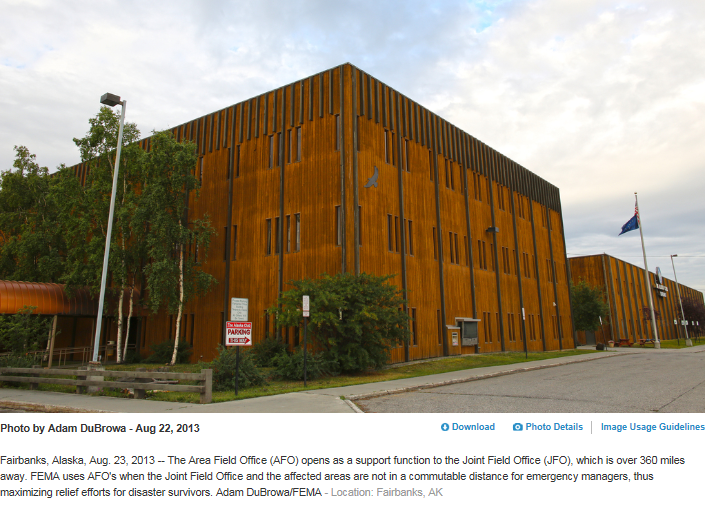 The Alaska Club
PARKING
Photo by Adam DuBrowa - Aug 22, 2013
Download
Photo Details
Image Usage Guidelines
Fairbanks, Alaska, Aug. 23, 2013 -- The Area Field Office (AFO) opens as a support function to the Joint Field Office (JFO), which is over 360 miles
away. FEMA uses AFO's when the Joint Field Office and the affected areas are not in a commutable distance for emergency managers, thus
maximizing relief efforts for disaster survivors. Adam DuBrowa/FEMA - Location: Fairbanks, AK